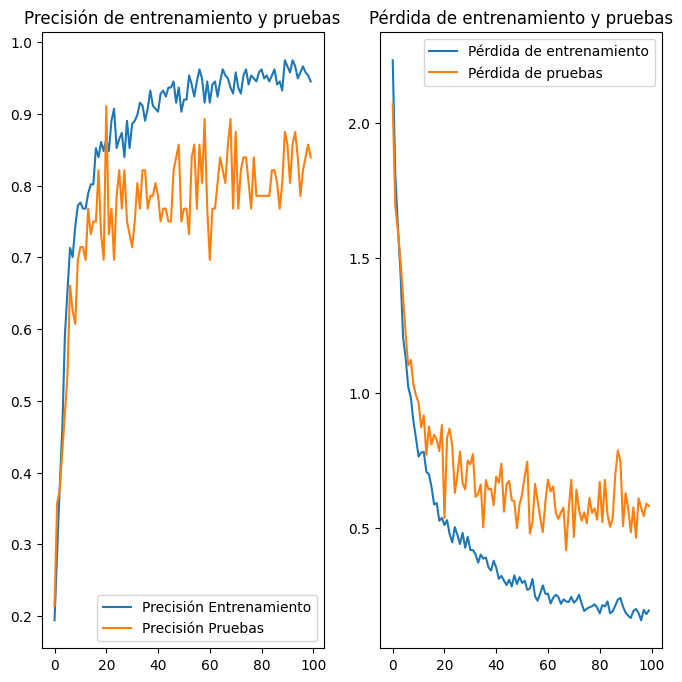 Precisión de entrenamiento y pruebas
1.0
0.9
0.8
0.7
0.6
0.5
0.4
0.3
0.2
0 20 40 60 80 100
Precisión Entrenamiento
Precisión Pruebas
Pérdida de entrenamiento y pruebas
Pérdida de entrenamiento
Pérdida de pruebas
2.0
1.5
1.0
0.5
0 20 40 60 80 100